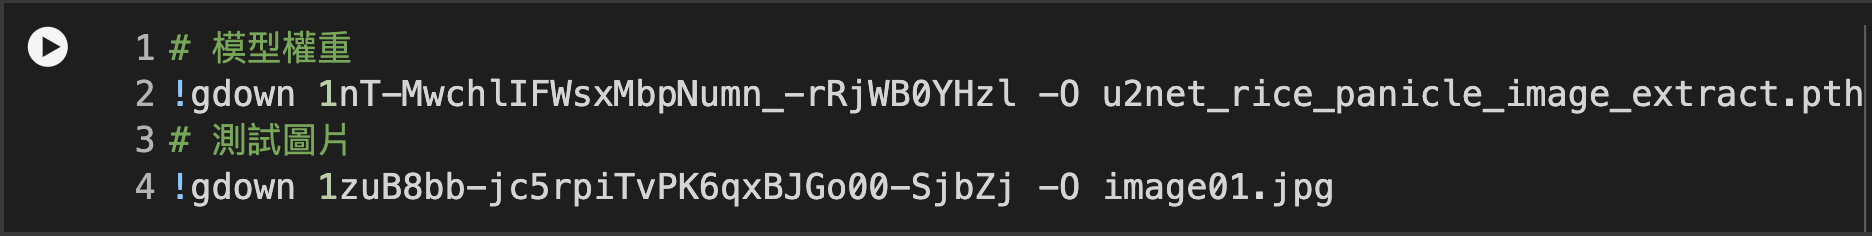 1 # 模型權重
2 !gdown 1nT-MwchlIFWsxMbpNumn_-rRjWB0YHzl -O u2net_rice_panicle_image_extract.pth
3 # 測試圖片
4 !gdown 1zuB8bb-jc5rpiTvPK6qxBJGo00-SjbZj -O image01.jpg